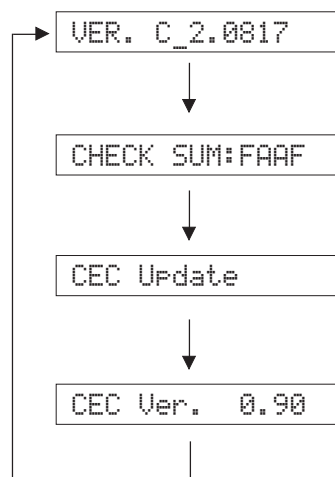 VER. C_2.0817
CHECK SUM:FAAF
CEC Update
CEC Ver. 0.90